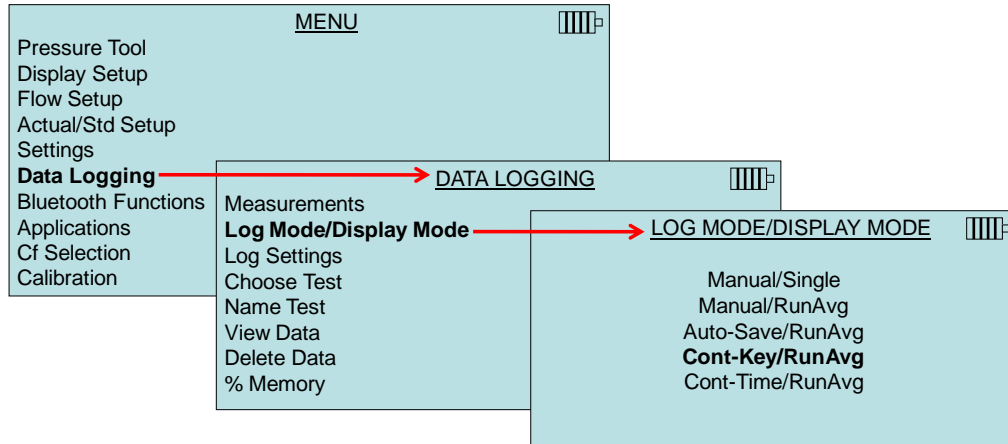 MENU
Pressure Tool
Display Setup
Flow Setup
Actual/Std Setup
Settings
Data Logging
Bluetooth Functions
Applications
Cf Selection
Calibration
DATA LOGGING
Measurements
Log Mode/Display Mode
Log Settings
Choose Test
Name Test
View Data
Delete Data
% Memory
LOG MODE/DISPLAY MODE
Manual/Single
Manual/RunAvg
Auto-Save/RunAvg
Cont-Key/RunAvg
Cont-Time/RunAvg